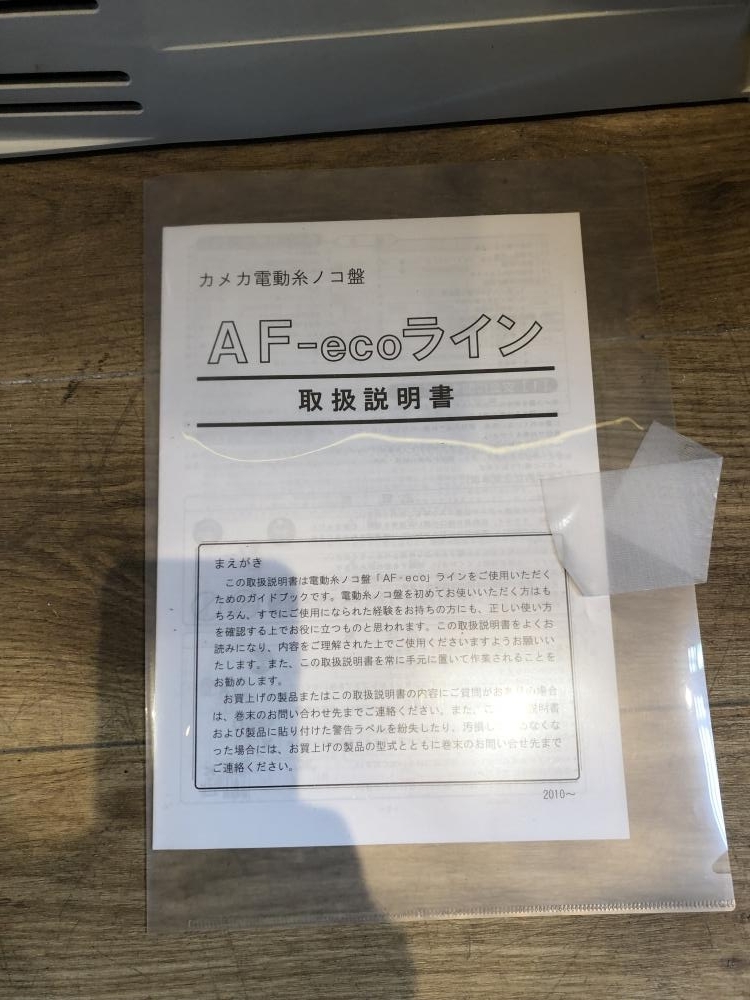 カメカ電動糸ノコ盤
AF-ecoライン
取扱説明書
まえがき
この取扱説明書は電動糸ノコ盤「AF-eco」ラインをご使用いただく
ためのガイドブックです。電動糸ノコ盤を初めてお使いいただく方はも
ちろん、すでにご使用になられた経験をお持ちの方にも、正しい使い方
を確認する上でお役に立つものと思われます。この取扱説明書をよくお
読みになり、内容をご理解された上でご使用くださいますようお願いい
たします。また、この取扱説明書を常に手元に置いて作業されることを
お勧めします。
お買上げの製品またはこの取扱説明書の内容にご質問がお の場合
は、巻末のお問い合わせ先までご連絡ください。また、こ 説明書
および製品に貼り付けた警告ラベルを紛失したり、汚損し めなくな
った場合には、お買上げの製品の型式とともに巻末のお問い合せ先まで
ご連絡ください。
2010～